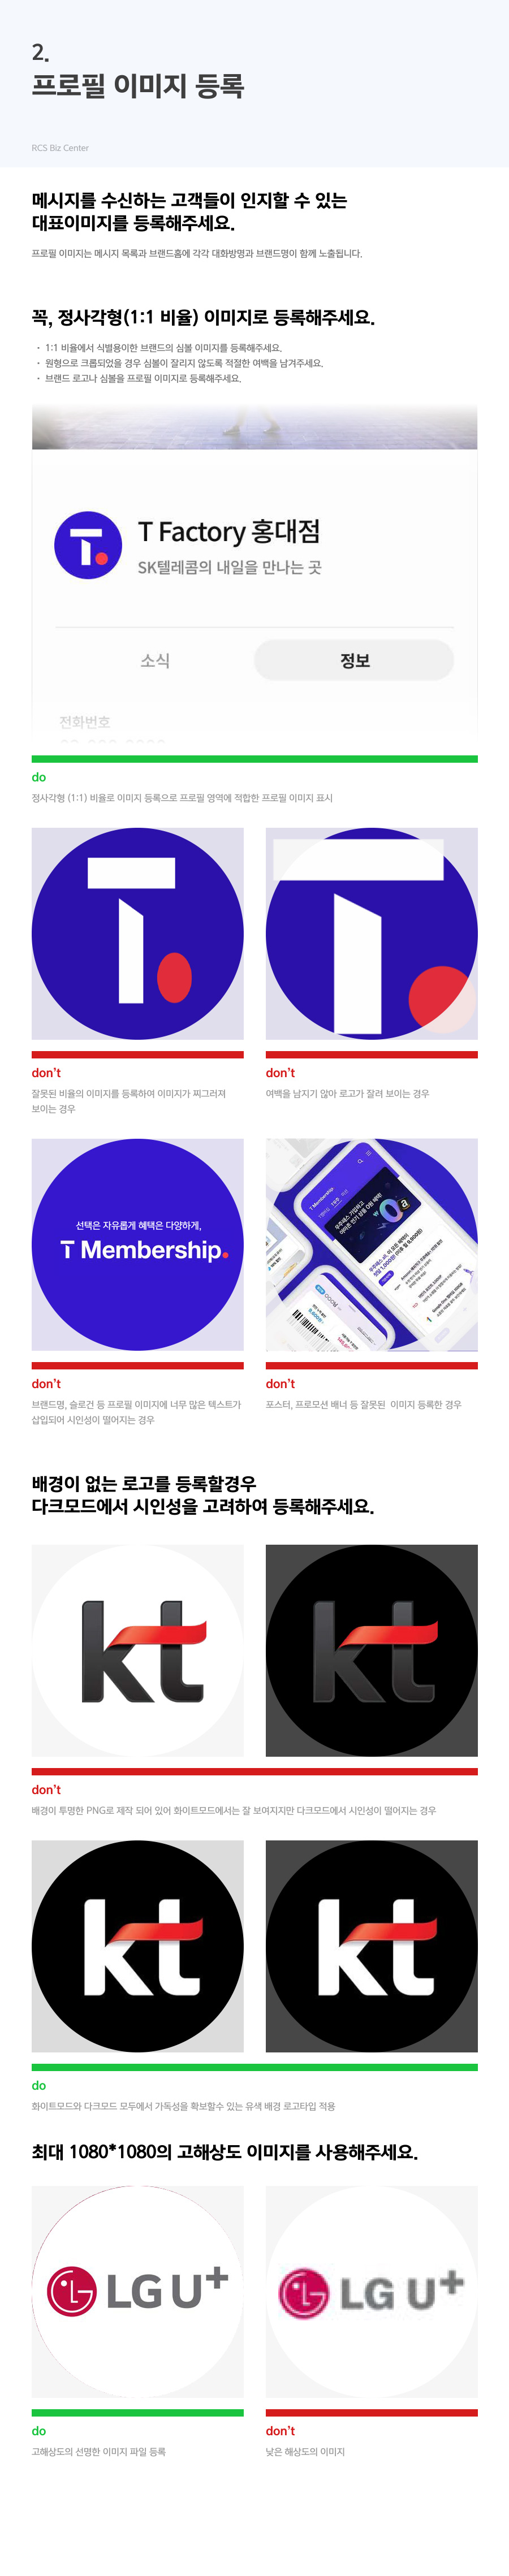 2.
프로필 이미지 등록
RCS Biz Center
메시지를 수신하는 고객들이 인지할 수 있는
대표이미지를 등록해주세요.
프로필 이미지는 메시지 목록과 브랜드홈에 각각 대화방명과 브랜드명이 함께 노출됩니다.
꼭, 정사각형(1:1 비율) 이미지로 등록해주세요.
· 1:1 비율에서 식별용이한 브랜드의 심볼 이미지를 등록해주세요.
· 원형으로 크롭되었을 경우 심볼이 잘리지 않도록 적절한 여백을 남겨주세요.
· 브랜드 로고나 심볼을 프로필 이미지로 등록해주세요.
T Factory 홍대점
SK텔레콤의 내일을 만나는 곳
소식 정보
전화번호
do
정사각형 (1:1) 비율로 이미지 등록으로 프로필 영역에 적합한 프로필 이미지 표시
don't don't
잘못된 비율의 이미지를 등록하여 이미지가 찌그러져
보이는 경우
여백을 남기지 않아 로고가 잘려 보이는 경우
선택은 자유롭게 혜택은 다양하게,
T Membership.
T Membership
don't don't
브랜드명, 슬로건 등 프로필 이미지에 너무 많은 텍스트가
삽입되어 시인성이 떨어지는 경우
포스터, 프로모션 배너 등 잘못된 이미지 등록한 경우
배경이 없는 로고를 등록할경우
다크모드에서 시인성을 고려하여 등록해주세요.
kt kt
don't
배경이 투명한 PNG로 제작 되어 있어 화이트모드에서는 잘 보여지지만 다크모드에서 시인성이 떨어지는 경우
kt kt
do
화이트모드와 다크모드 모두에서 가독성을 확보할수 있는 유색 배경 로고타입 적용
최대 1080*1080의 고해상도 이미지를 사용해주세요.
LG U+ LG U+
do don't
고해상도의 선명한 이미지 파일 등록
낮은 해상도의 이미지